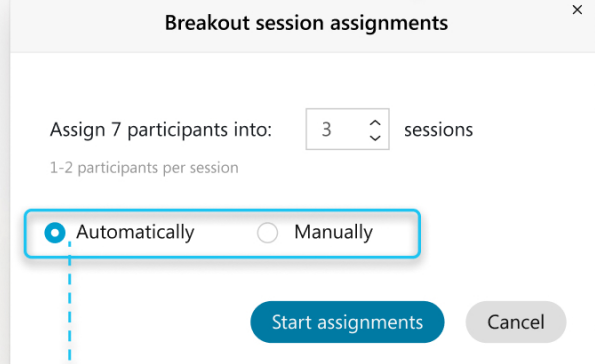 Breakout session assignments
Assign 7 participants into: 3 sessions
1-2 participants per session
Automatically Manually
Start assignments Cancel